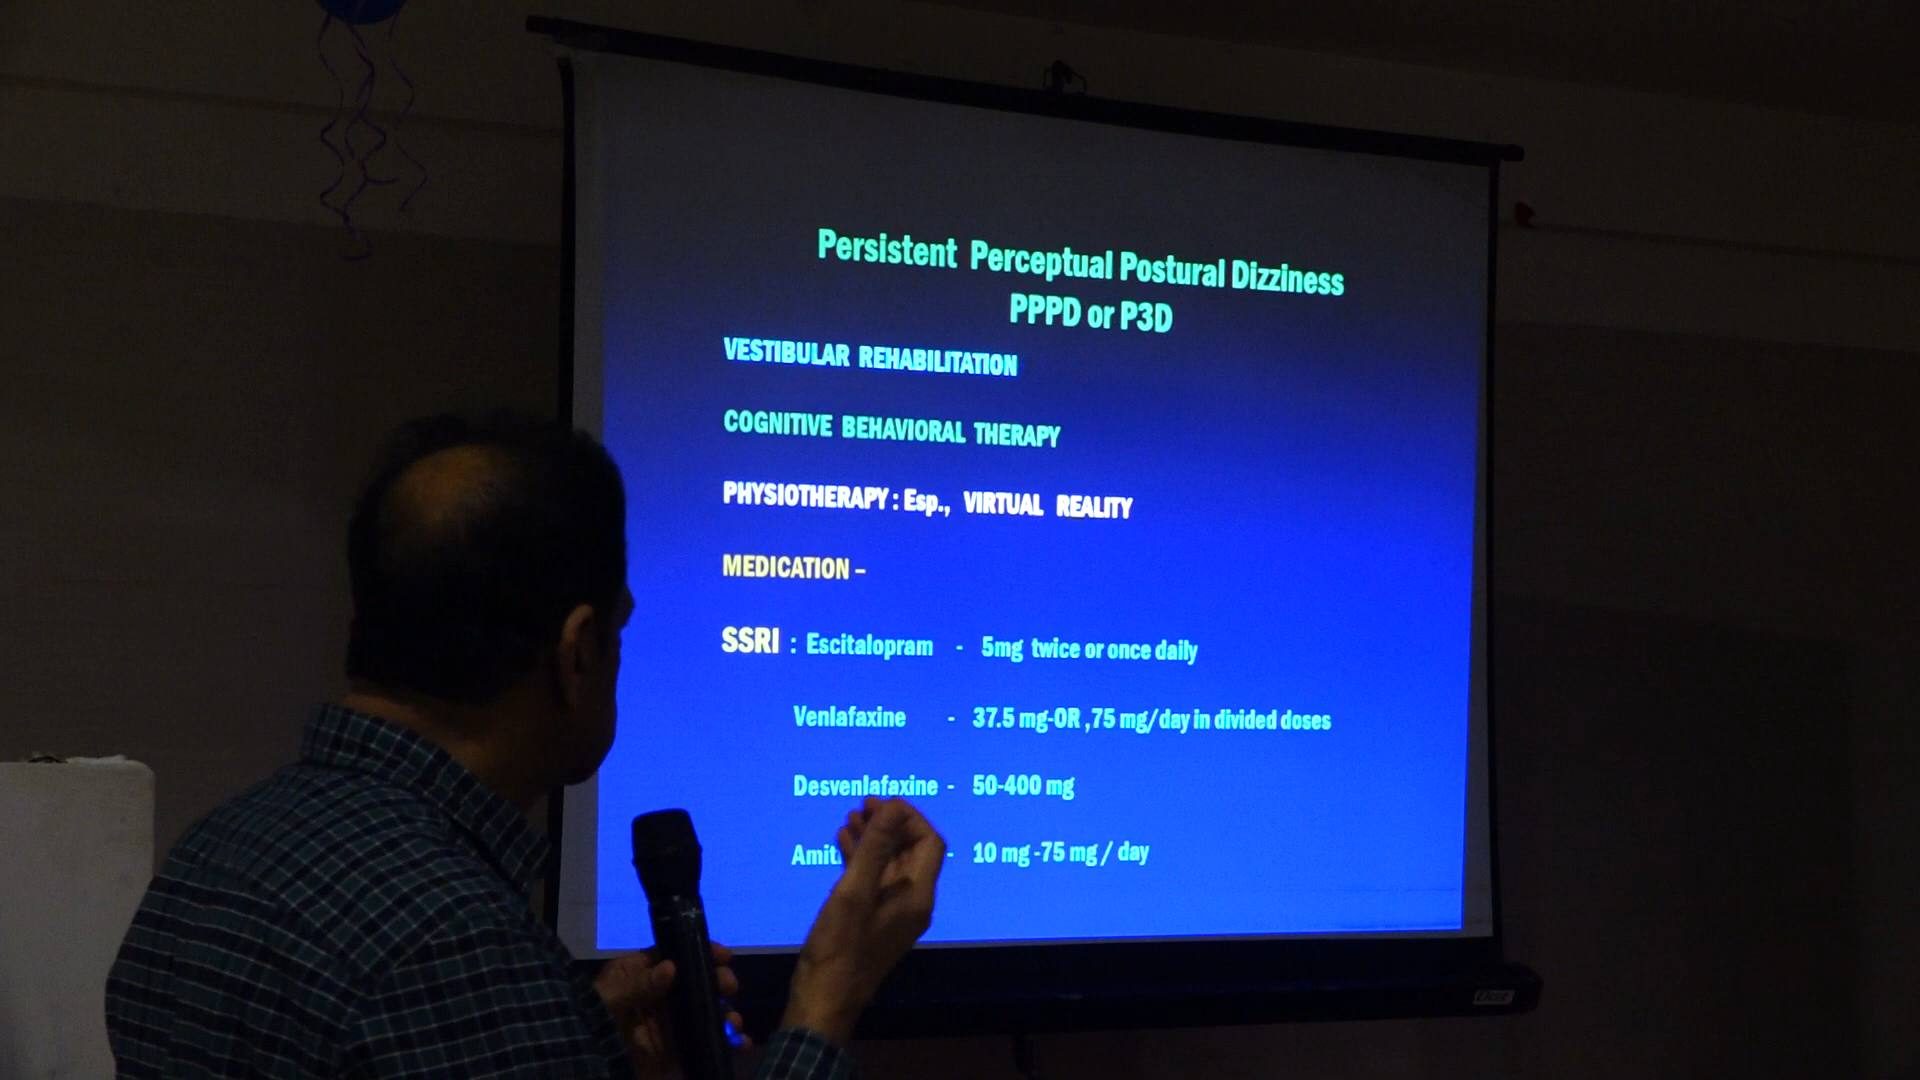 Persistent Perceptual Postural Dizziness
PPPD or P3D
VESTIBULAR REHABILITATION
COGNITIVE BEHAVIORAL THERAPY
PHYSIOTHERAPY : Esp., VIRTUAL REALITY
MEDICATION –
SSRI : Escitalopram - 5mg twice or once daily
Venlafaxine - 37.5 mg-OR ,75 mg/day in divided doses
Desvenlafaxine - 50-400 mg
- 10 mg -75 mg / day